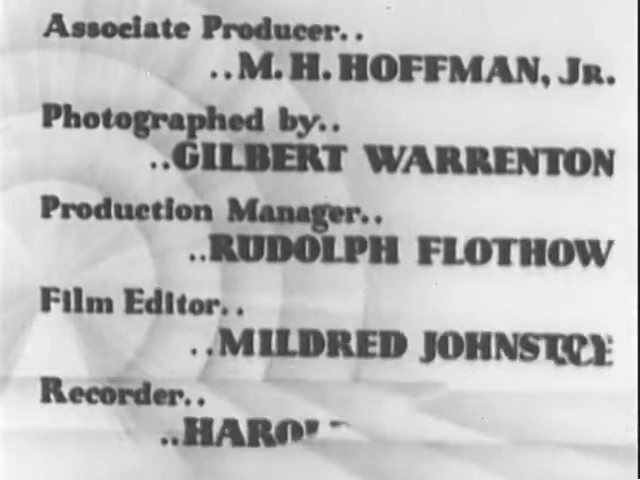 Associate Producer..
..M. H. HOFFMAN, JR.
Photographed by..
..GILBERT WARRENTON
Production Manager..
..RUDOLPH FLOTHOW
Film Editor..
..MILDRED
Recorder..